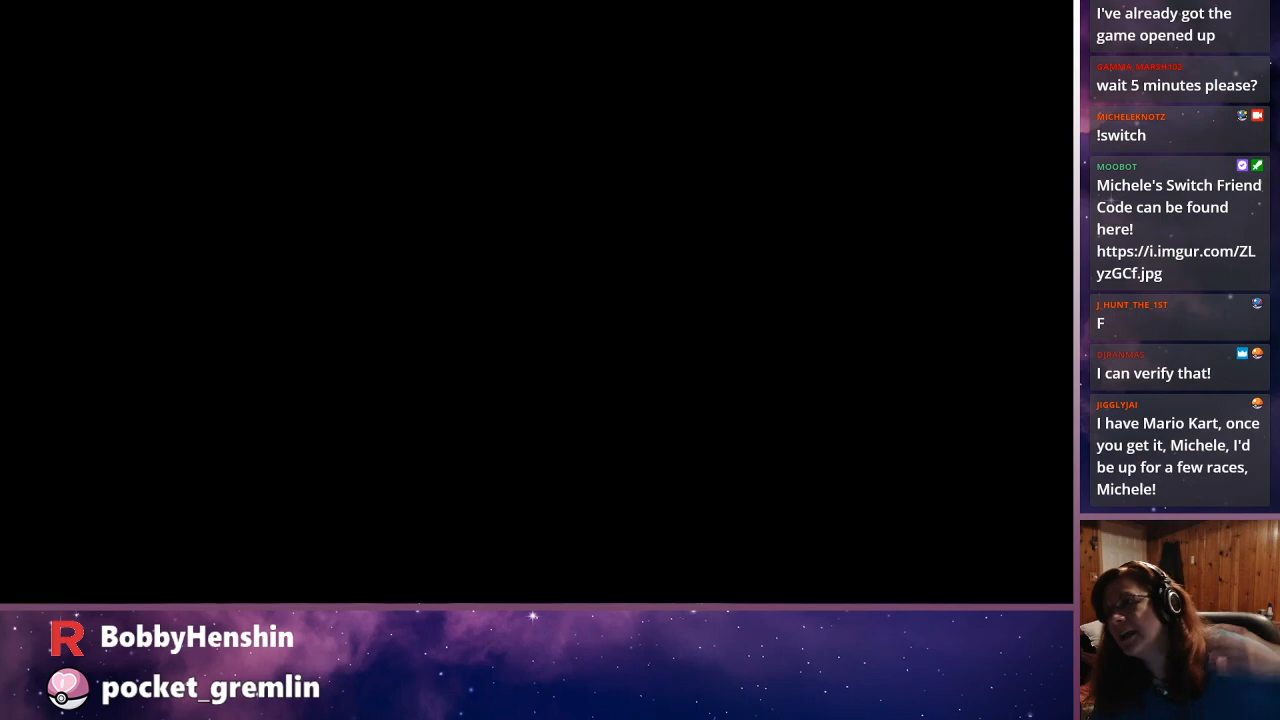 I've already got the
game opened up
GAMMA_MARSH102
wait 5 minutes please?
MICHELEKNOTZ
!switch
MOOBOT
Michele's Switch Friend
Code can be found
here!
https://i.imgur.com/ZL
yzGCf.jpg
J_HUNT_THE_1ST
F
DJRANMAS
I can verify that!
JIGGLYJAI
I have Mario Kart, once
you get it, Michele, I'd
be up for a few races,
Michele!
R BobbyHenshin
pocket_gremlin